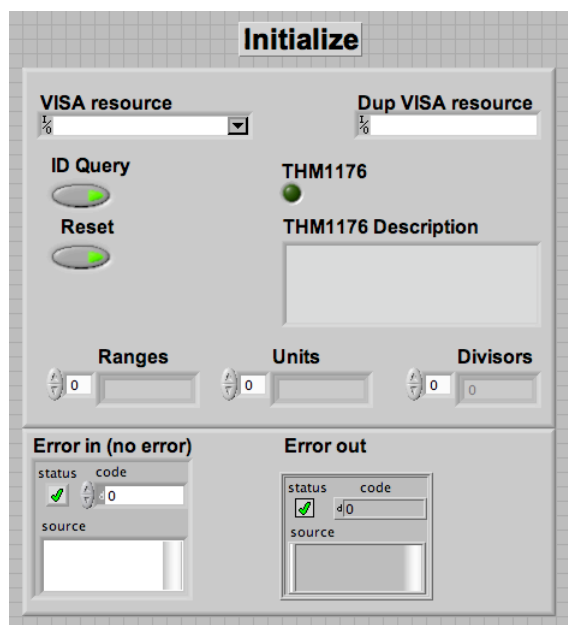 Initialize
VISA resource
Dup VISA resource
I/O
I/O
ID Query
THM1176
Reset
THM1176 Description
Ranges
Units
Divisors
0
0
0
0
Error in (no error)
Error out
status code
d 0
source
status code
d 0
source